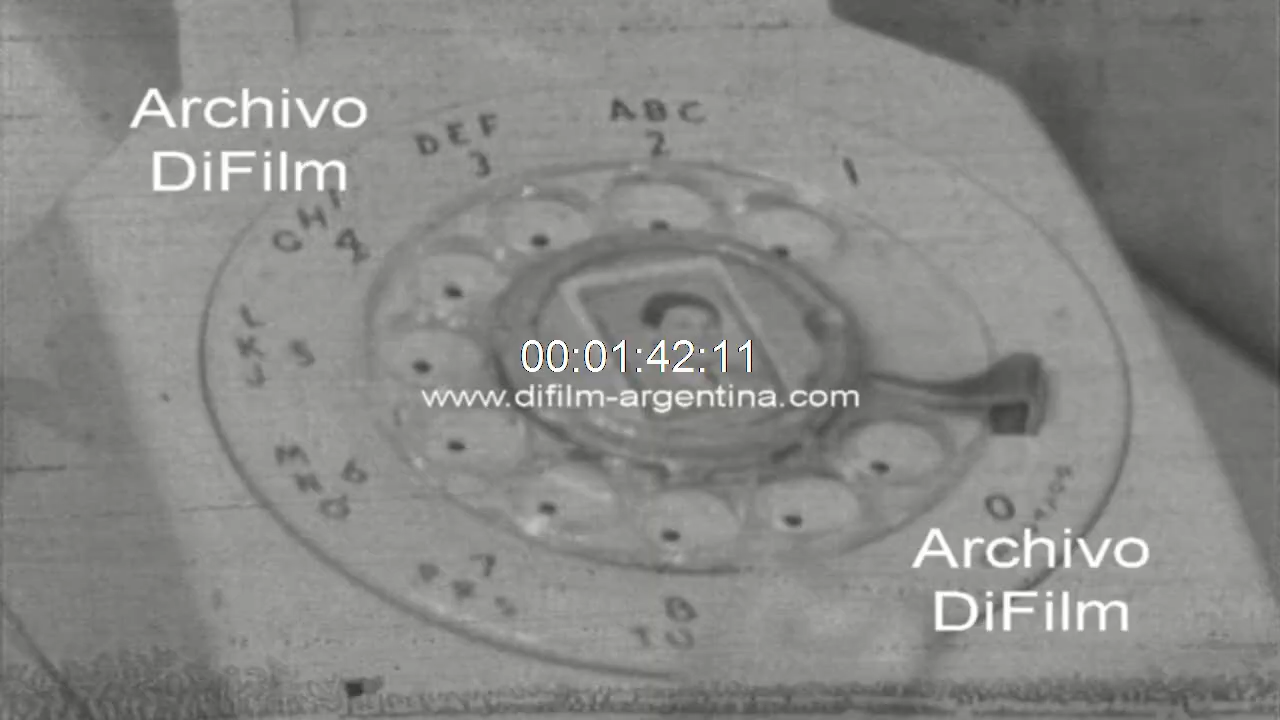 Archivo
DiFilm
ABC
2
DEF
3
1
GHI
4
JKL
5
00:01:42:11
www.difilm-argentina.com
MNO
6
0
Archivo
DiFilm
7
PRS
8